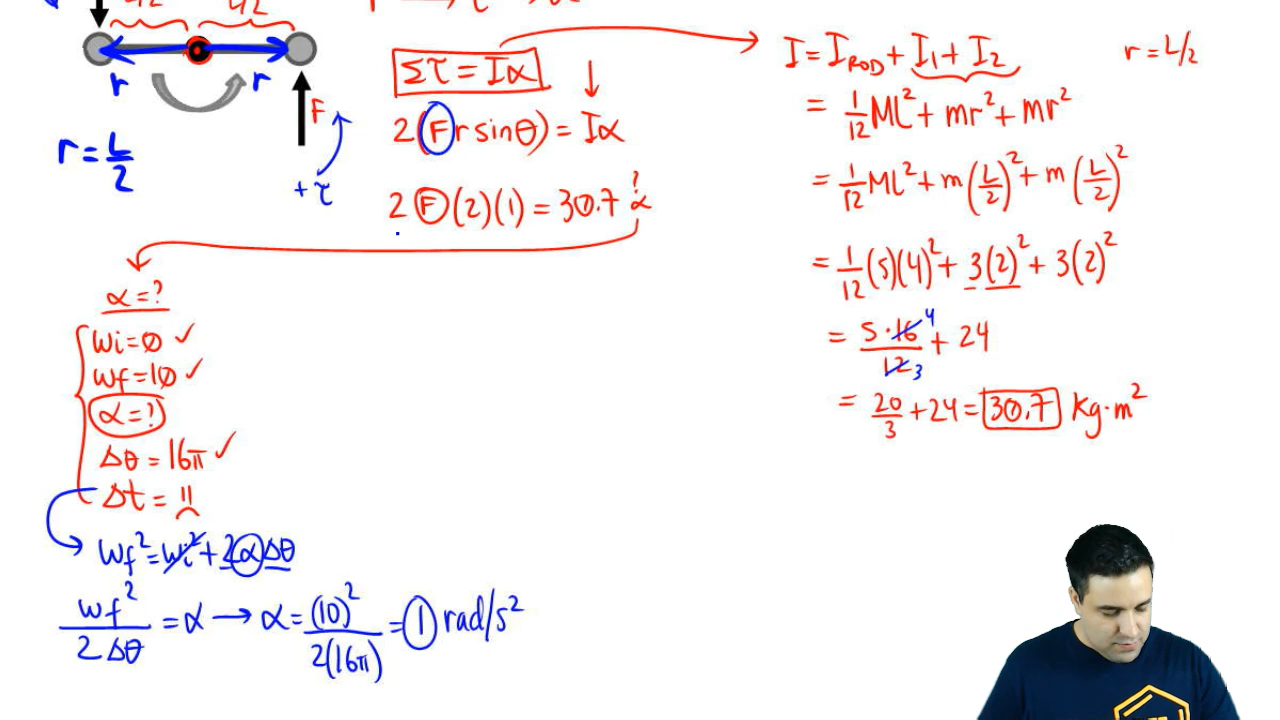 r r
r = L/2
F
+τ
Στ = Iα
2(F r sinθ) = Iα
2 F (2)(1) = 30.7 α
?
α = ?
ωi = 0 ✓
ωf = 10 ✓
α = ?
Δθ = 16π ✓
Δt = 
ωf² = ωi² + 2αΔθ
ωf²/2Δθ = α → α = (10)²/2(16π) = 1 rad/s²
I = I_ROD + I₁ + I₂ r = L/2
= 1/12 ML² + mr² + mr²
= 1/12 ML² + m(L/2)² + m(L/2)²
= 1/12 (5)(4)² + 3(2)² + 3(2)²
= 5·16/12 + 24
4
3
= 20/3 + 24 = 30.7 Kg·m²